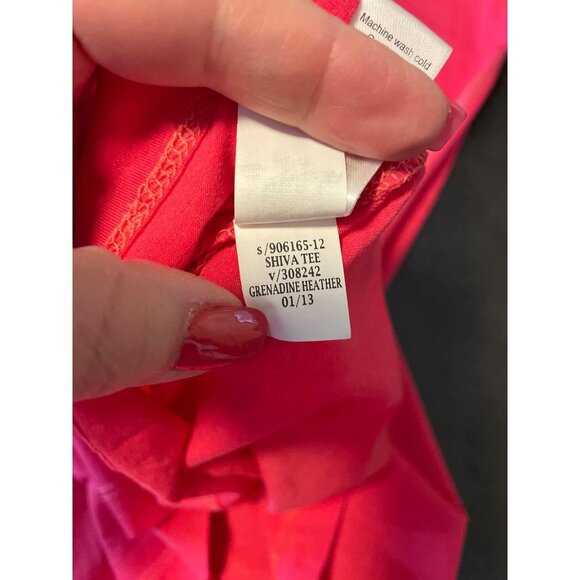 Machine wash cold
s/906165-12
SHIVA TEE
v/308242
GRENADINE HEATHER
01/13